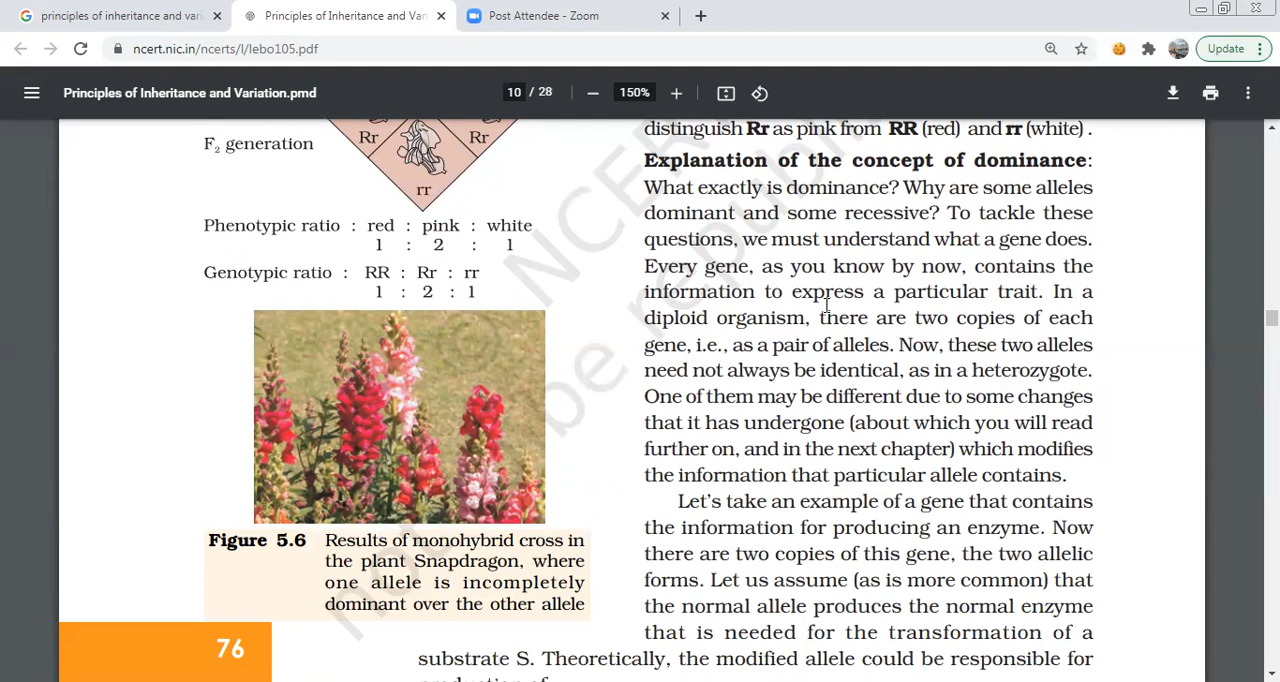 principles of inheritance and vari
Principles of Inheritance and Var
Post Attendee - Zoom
ncert.nic.in/ncerts/l/lebo105.pdf
Update
Principles of Inheritance and Variation.pmd
10 / 28
150%
F2 generation
Rr
Rr
rr
Phenotypic ratio : red : pink : white
1 : 2 : 1
Genotypic ratio : RR : Rr : rr
1 : 2 : 1
Figure 5.6 Results of monohybrid cross in
the plant Snapdragon, where
one allele is incompletely
dominant over the other allele
76
distinguish Rr as pink from RR (red) and rr (white) .
Explanation of the concept of dominance:
What exactly is dominance? Why are some alleles
dominant and some recessive? To tackle these
questions, we must understand what a gene does.
Every gene, as you know by now, contains the
information to express a particular trait. In a
diploid organism, there are two copies of each
gene, i.e., as a pair of alleles. Now, these two alleles
need not always be identical, as in a heterozygote.
One of them may be different due to some changes
that it has undergone (about which you will read
further on, and in the next chapter) which modifies
the information that particular allele contains.
Let's take an example of a gene that contains
the information for producing an enzyme. Now
there are two copies of this gene, the two allelic
forms. Let us assume (as is more common) that
the normal allele produces the normal enzyme
that is needed for the transformation of a
substrate S. Theoretically, the modified allele could be responsible for
production of
not to be republi
© NCE